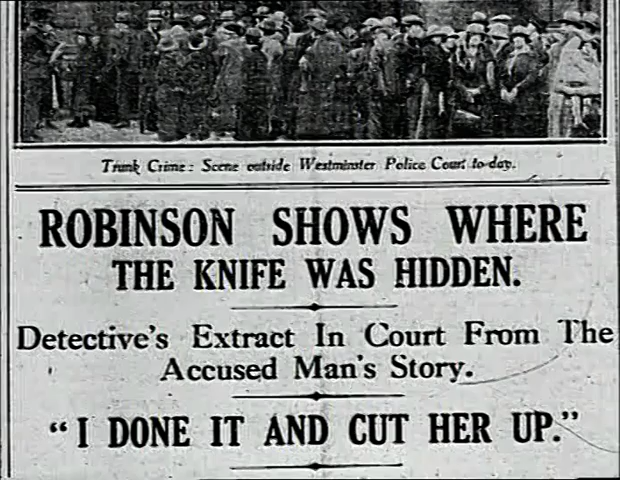 Trunk Crime: Scene outside Westminster Police Court to-day.
ROBINSON SHOWS WHERE
THE KNIFE WAS HIDDEN.
Detective's Extract In Court From The
Accused Man's Story.
"I DONE IT AND CUT HER UP."